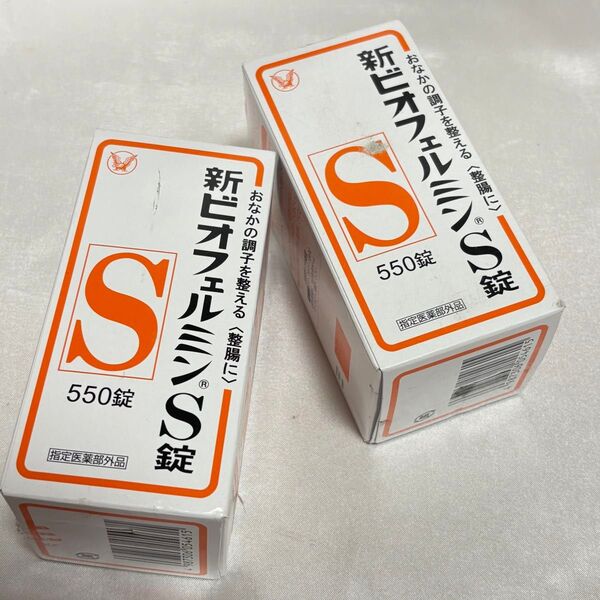 おなかの調子を整える〈整腸に〉
新ビオフェルミン®S錠
S
550錠
指定医薬部外品
おなかの調子を整える〈整腸に〉
新ビオフェルミン®S錠
S
550錠
指定医薬部外品